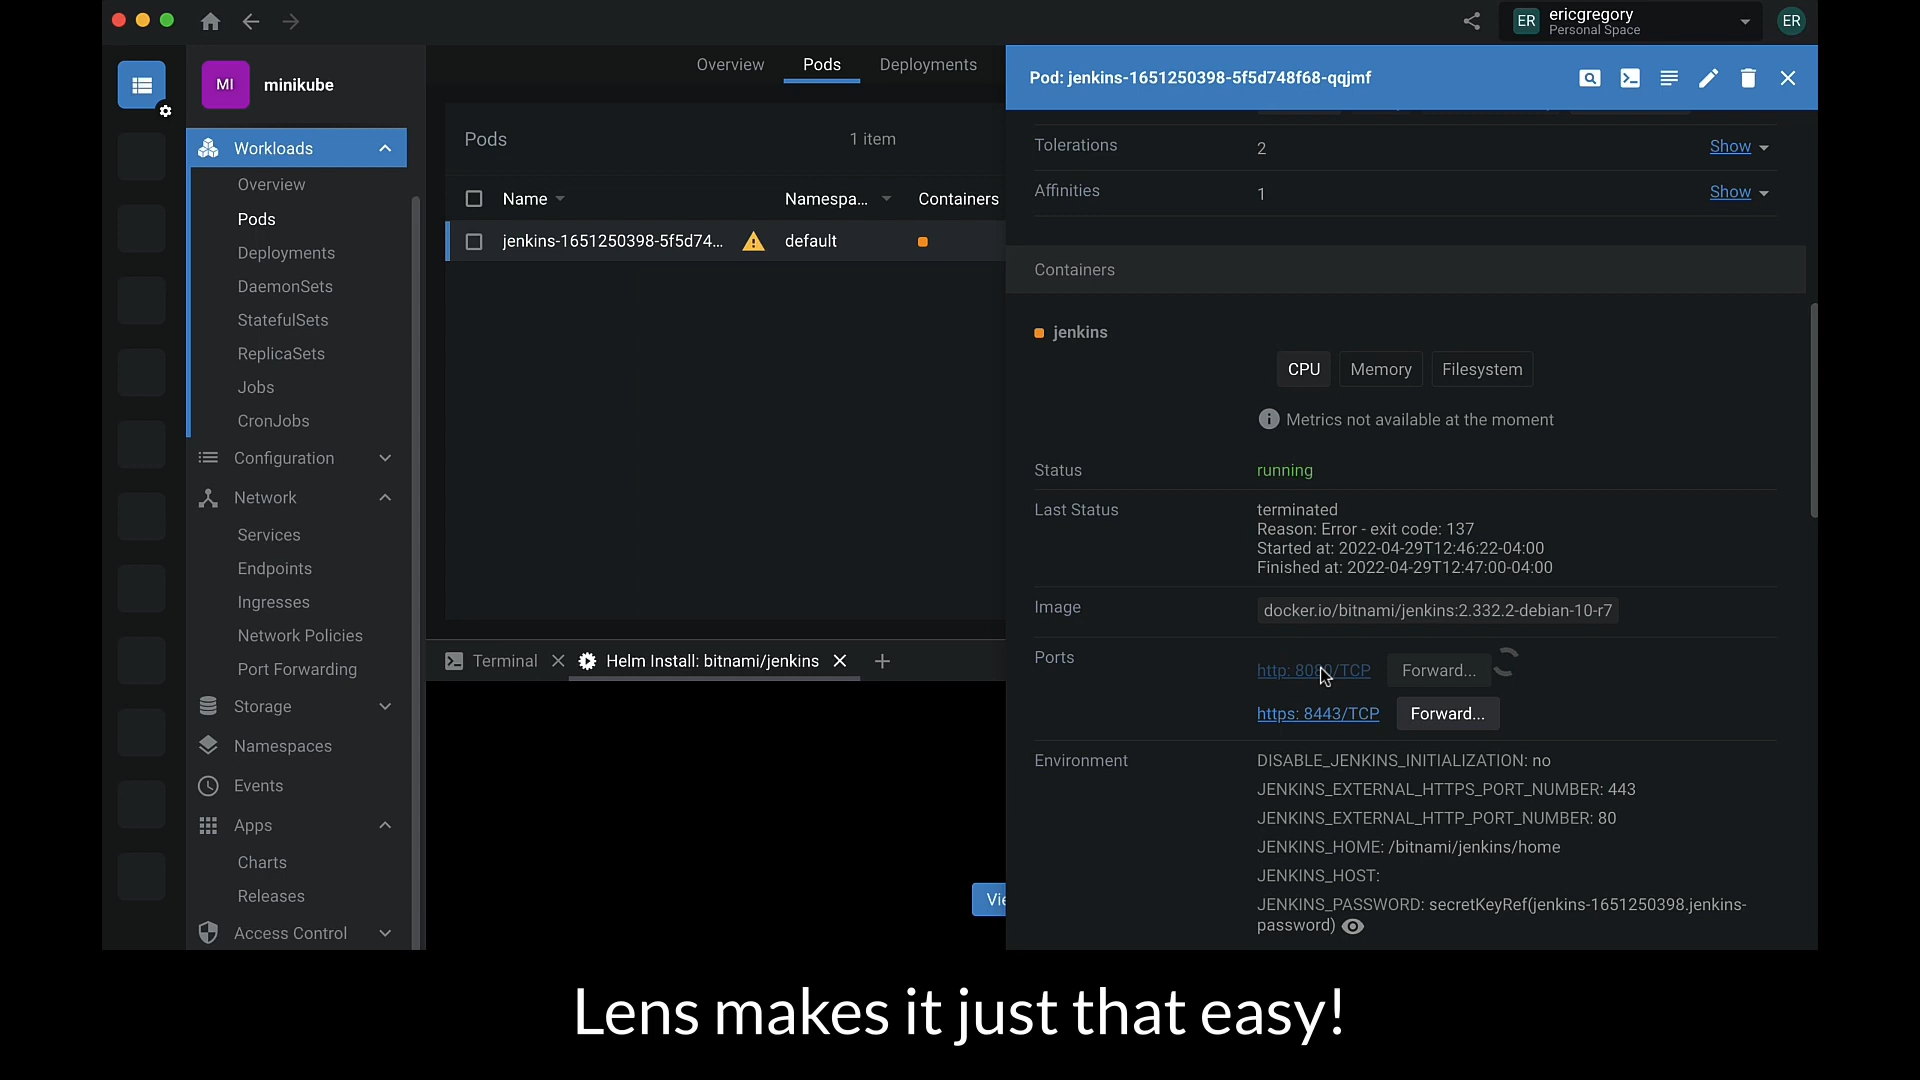 ER
ericgregory
Personal Space
ER
MI
minikube
Workloads
Overview
Pods
Deployments
DaemonSets
StatefulSets
ReplicaSets
Jobs
CronJobs
Configuration
Network
Services
Endpoints
Ingresses
Network Policies
Port Forwarding
Storage
Namespaces
Events
Apps
Charts
Releases
Access Control
Overview Pods Deployments
Pods 1 item
Name Namespa... Containers
jenkins-1651250398-5f5d74... default
Terminal Helm Install: bitnami/jenkins
Pod: jenkins-1651250398-5f5d748f68-qqjmf
Tolerations 2 Show
Affinities 1 Show
Containers
jenkins
CPU Memory Filesystem
Metrics not available at the moment
Status running
Last Status terminated
Reason: Error - exit code: 137
Started at: 2022-04-29T12:46:22-04:00
Finished at: 2022-04-29T12:47:00-04:00
Image docker.io/bitnami/jenkins:2.332.2-debian-10-r7
Ports http: 8080/TCP Forward...
https: 8443/TCP Forward...
Environment DISABLE_JENKINS_INITIALIZATION: no
JENKINS_EXTERNAL_HTTPS_PORT_NUMBER: 443
JENKINS_EXTERNAL_HTTP_PORT_NUMBER: 80
JENKINS_HOME: /bitnami/jenkins/home
JENKINS_HOST:
JENKINS_PASSWORD: secretKeyRef(jenkins-1651250398.jenkins-
password)
Lens makes it just that easy!